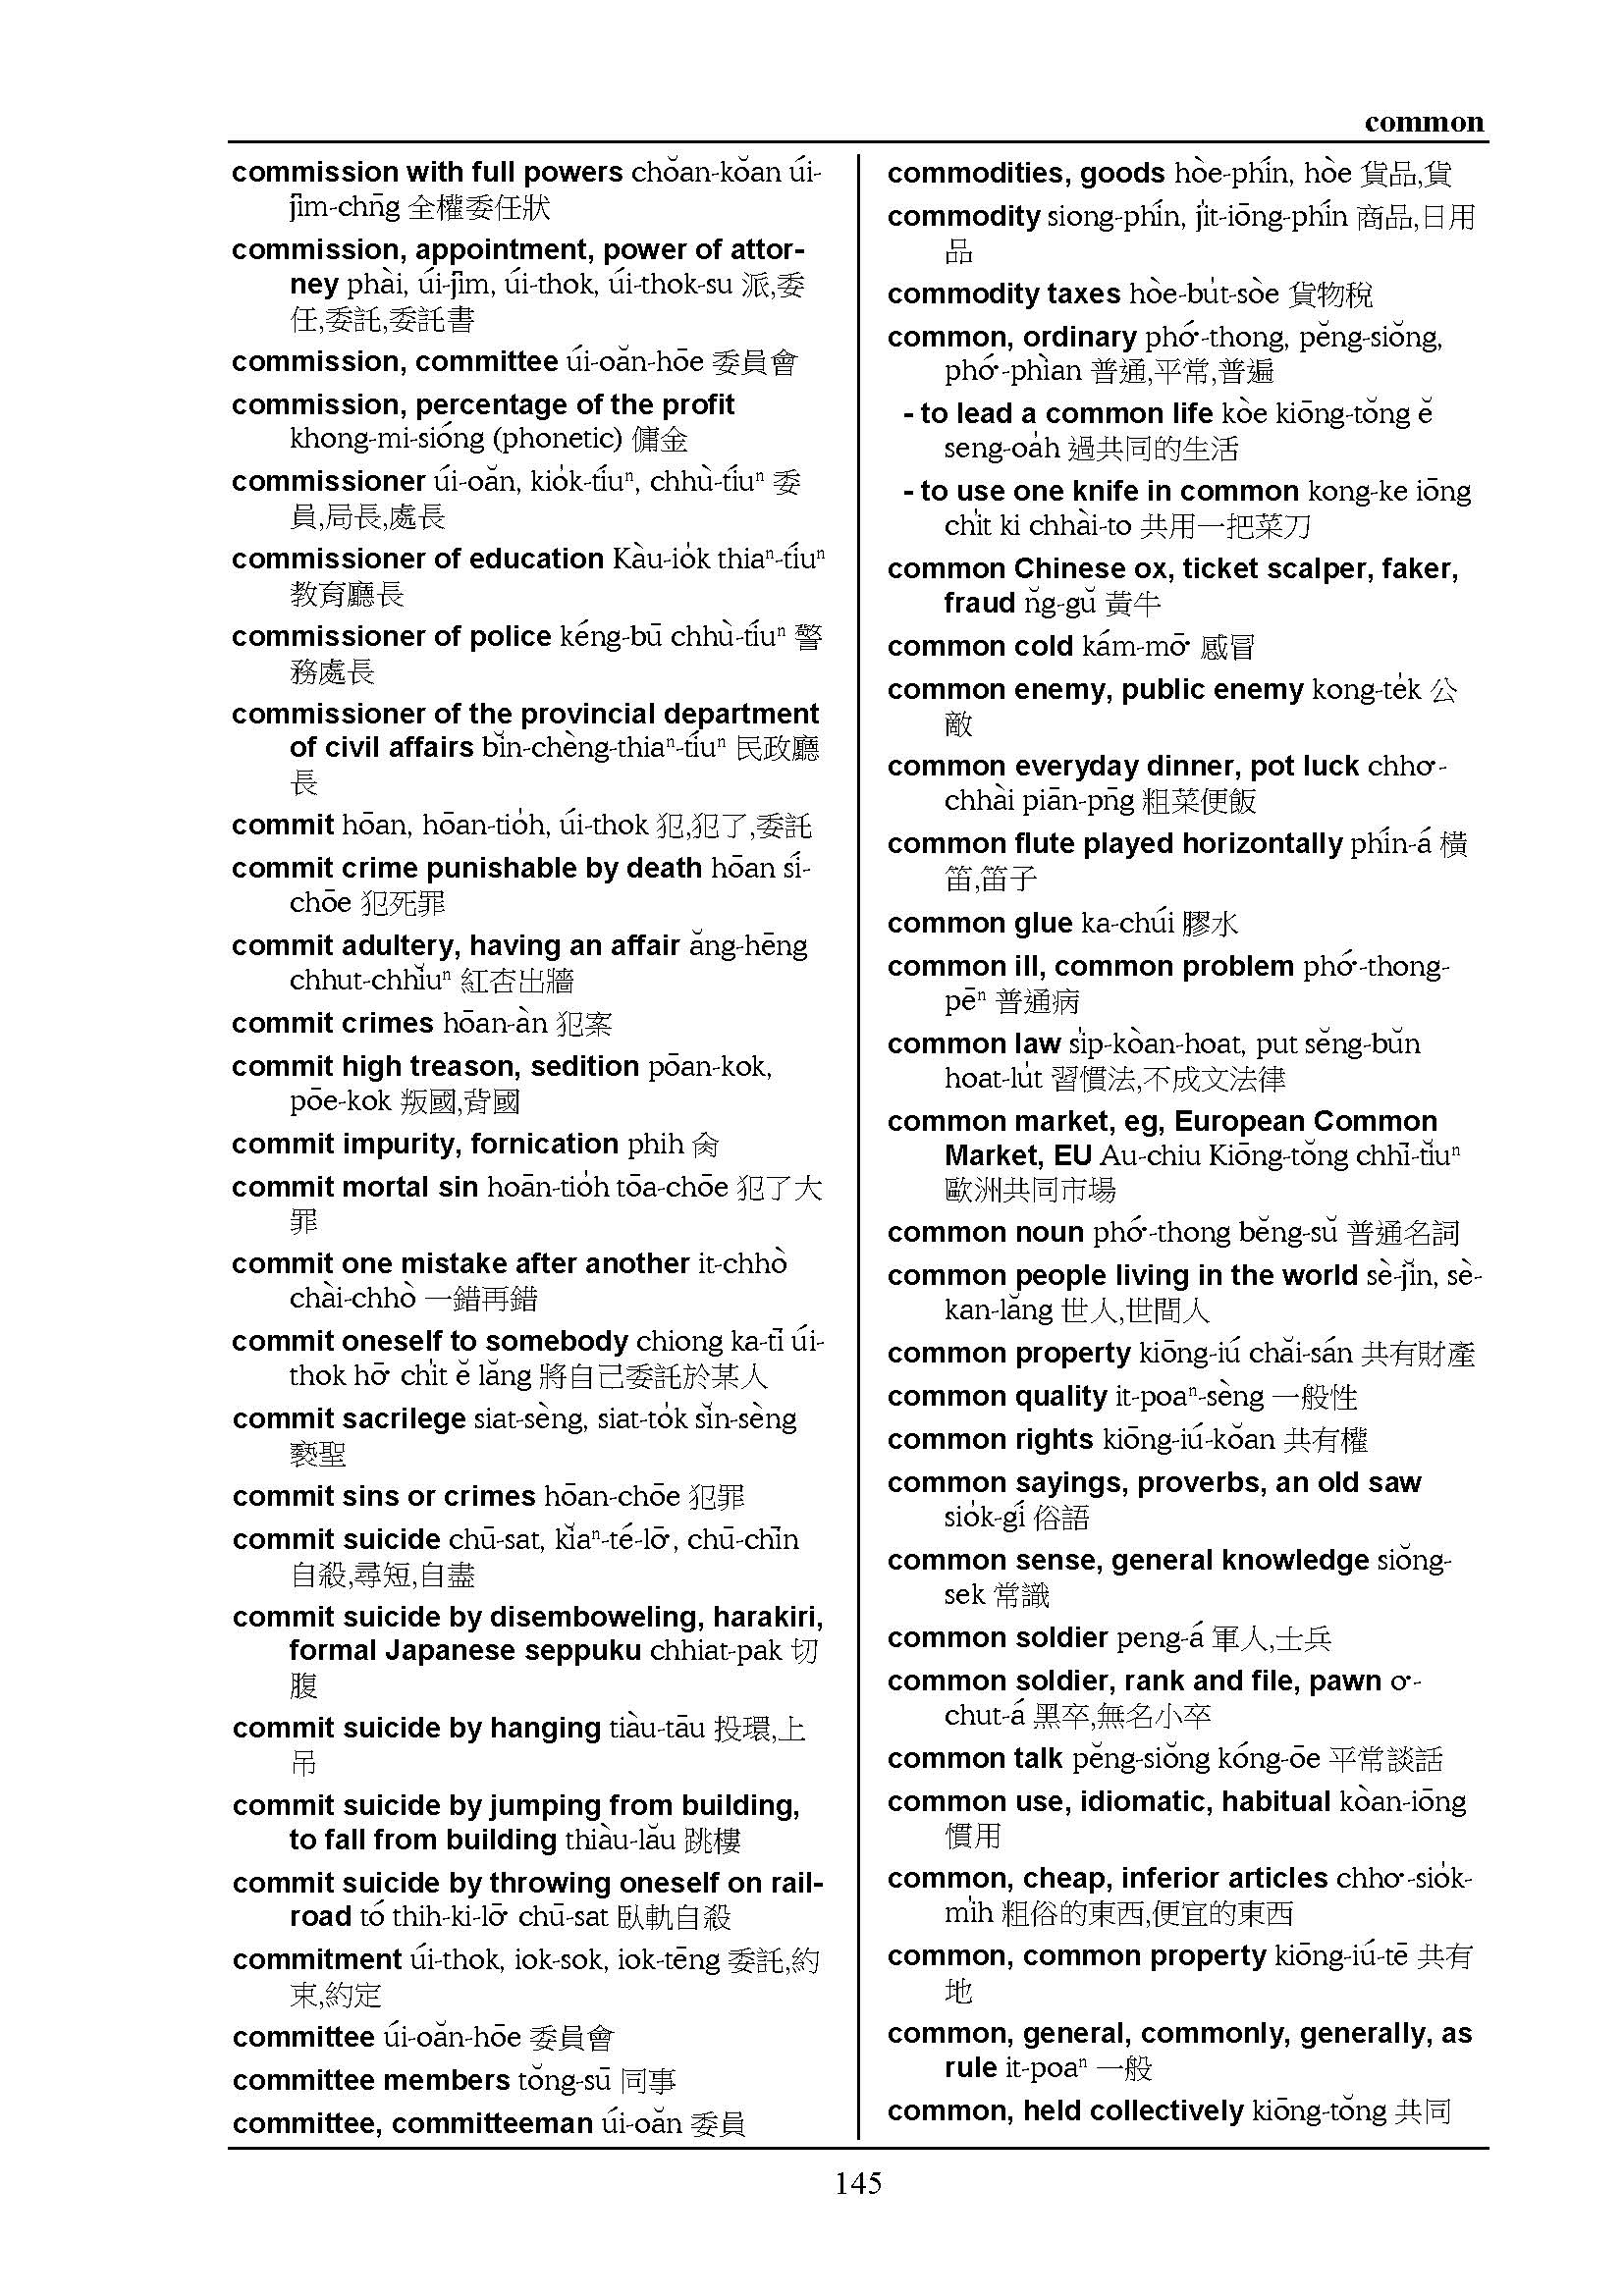 common
commission with full powers chŏan-kŏan úi-
jīm-chn̄g 全權委任狀
commission, appointment, power of attor-
ney phài, úi-jīm, úi-thok, úi-thok-su 派,委
任,委託,委託書
commission, committee úi-oăn-hōe 委員會
commission, percentage of the profit
khong-mi-sióng (phonetic) 傭金
commissioner úi-oăn, kio̍k-tíuⁿ, chhù-tíuⁿ 委
員,局長,處長
commissioner of education Kàu-io̍k thiaⁿ-tíuⁿ
教育廳長
commissioner of police kéng-bū chhù-tíuⁿ 警
務處長
commissioner of the provincial department
of civil affairs bĭn-chèng-thiaⁿ-tíuⁿ 民政廳
長
commit hōan, hōan-tio̍h, úi-thok 犯,犯了,委託
commit crime punishable by death hōan sí-
chōe 犯死罪
commit adultery, having an affair ăng-hēng
chhut-chhĭuⁿ 紅杏出牆
commit crimes hōan-àn 犯案
commit high treason, sedition pōan-kok,
pōe-kok 叛國,背國
commit impurity, fornication phih 肏
commit mortal sin hoān-tio̍h tōa-chōe 犯了大
罪
commit one mistake after another it-chhò
chài-chhò 一錯再錯
commit oneself to somebody chiong ka-tī úi-
thok hō͘ chi̍t ĕ lăng 將自己委託於某人
commit sacrilege siat-sèng, siat-to̍k sĭn-sèng
褻聖
commit sins or crimes hōan-chōe 犯罪
commit suicide chū-sat, kĭaⁿ-té-lō͘, chū-chīn
自殺,尋短,自盡
commit suicide by disemboweling, harakiri,
formal Japanese seppuku chhiat-pak 切
腹
commit suicide by hanging tiàu-tāu 投環,上
吊
commit suicide by jumping from building,
to fall from building thiàu-lău 跳樓
commit suicide by throwing oneself on rail-
road tó thih-ki-lō͘ chū-sat 臥軌自殺
commitment úi-thok, iok-sok, iok-tēng 委託,約
束,約定
committee úi-oăn-hōe 委員會
committee members tŏng-sū 同事
committee, committeeman úi-oăn 委員
commodities, goods hòe-phín, hòe 貨品,貨
commodity siong-phín, ji̍t-iōng-phín 商品,日用
品
commodity taxes hòe-bu̍t-sòe 貨物稅
common, ordinary phó͘-thong, pĕng-siŏng,
phó͘-phìan 普通,平常,普遍
- to lead a common life kòe kiōng-tŏng ĕ
seng-oa̍h 過共同的生活
- to use one knife in common kong-ke iōng
chi̍t ki chhài-to 共用一把菜刀
common Chinese ox, ticket scalper, faker,
fraud n̆g-gŭ 黃牛
common cold kám-mō͘ 感冒
common enemy, public enemy kong-te̍k 公
敵
common everyday dinner, pot luck chho͘-
chhài piān-pn̄g 粗菜便飯
common flute played horizontally phín-á 橫
笛,笛子
common glue ka-chúi 膠水
common ill, common problem phó͘-thong-
pēⁿ 普通病
common law si̍p-kòan-hoat, put sĕng-bŭn
hoat-lu̍t 習慣法,不成文法律
common market, eg, European Common
Market, EU Au-chiu Kiōng-tŏng chhī-tĭuⁿ
歐洲共同市場
common noun phó͘-thong bĕng-sŭ 普通名詞
common people living in the world sè-jĭn, sè-
kan-lăng 世人,世間人
common property kiōng-iú chăi-sán 共有財產
common quality it-poaⁿ-sèng 一般性
common rights kiōng-iú-kŏan 共有權
common sayings, proverbs, an old saw
sio̍k-gí 俗語
common sense, general knowledge siŏng-
sek 常識
common soldier peng-á 軍人,士兵
common soldier, rank and file, pawn o͘-
chut-á 黑卒,無名小卒
common talk pĕng-siŏng kóng-ōe 平常談話
common use, idiomatic, habitual kòan-iōng
慣用
common, cheap, inferior articles chho͘-sio̍k-
mi̍h 粗俗的東西,便宜的東西
common, common property kiōng-iú-tē 共有
地
common, general, commonly, generally, as
rule it-poaⁿ 一般
common, held collectively kiōng-tŏng 共同
145